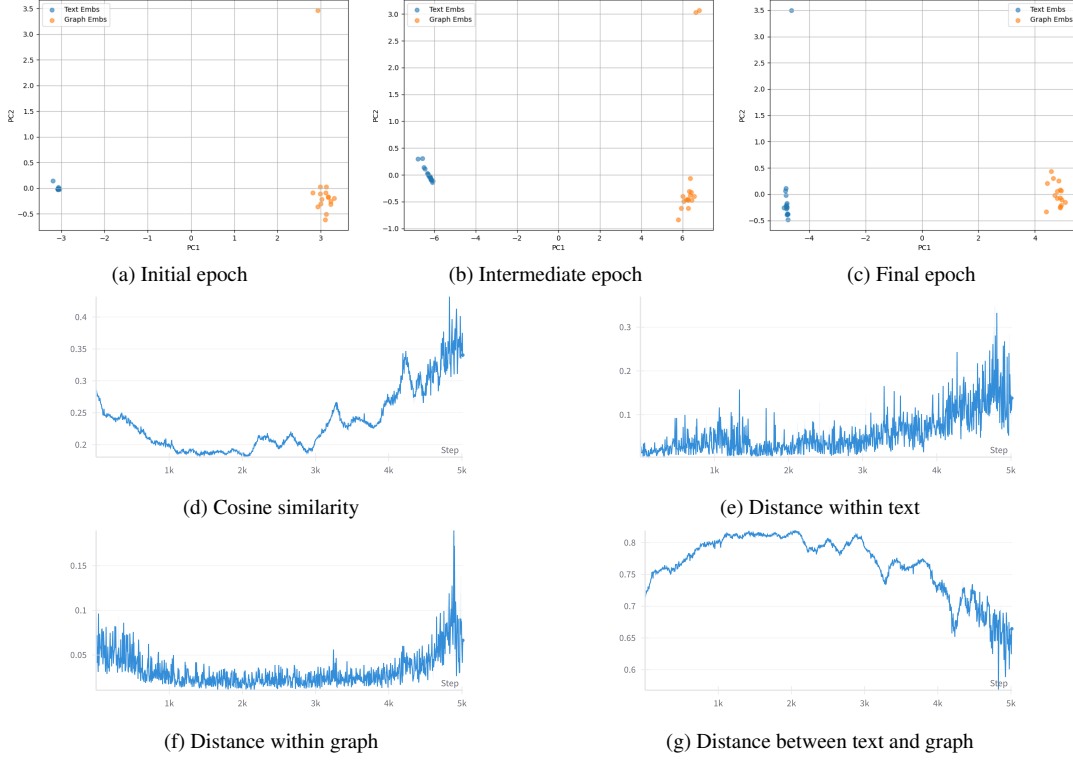 Text Embs
Graph Embs
3.5
3.0
2.5
2.0
1.5
1.0
0.5
0.0
−0.5
PC2
−3 −2 −1 0 1 2 3
PC1
Text Embs
Graph Embs
3.0
2.5
2.0
1.5
1.0
0.5
0.0
−0.5
−1.0
PC2
−6 −4 −2 0 2 4 6
PC1
Text Embs
Graph Embs
3.5
3.0
2.5
2.0
1.5
1.0
0.5
0.0
−0.5
PC2
−4 −2 0 2 4
PC1
(a) Initial epoch
(b) Intermediate epoch
(c) Final epoch
0.4
0.35
0.3
0.25
0.2
Step
1k 2k 3k 4k 5k
0.3
0.2
0.1
Step
1k 2k 3k 4k 5k
(d) Cosine similarity
(e) Distance within text
0.15
0.1
0.05
Step
1k 2k 3k 4k 5k
0.8
0.75
0.7
0.65
0.6
Step
1k 2k 3k 4k 5k
(f) Distance within graph
(g) Distance between text and graph